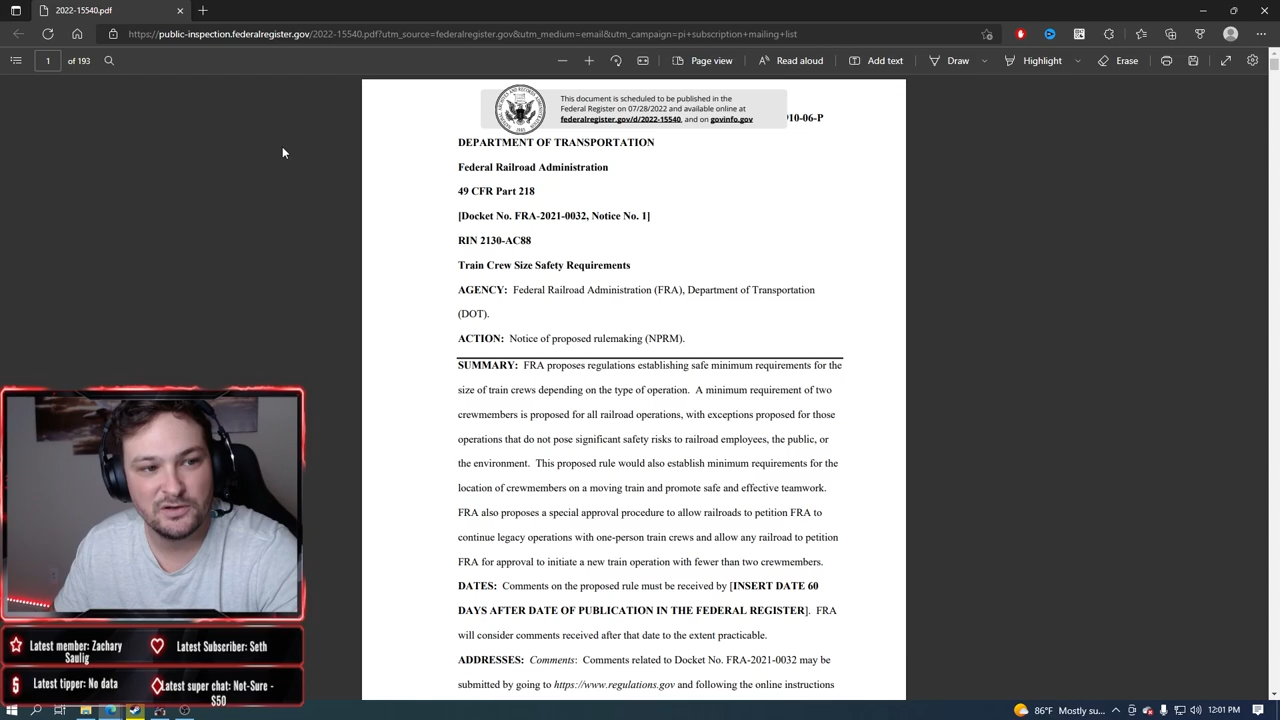 Train Crew Size Safety Req
2022-15540.pdf
https://public-inspection.federalregister.gov/2022-15540.pdf?utm_source=federalregister.gov&utm_medium=email&utm_campaign=pi+subscription+mailing+list
1 of 193
Draw
Highlight
Erase
Add text
Add notes
This document is scheduled to be published in the
Federal Register on 07/28/2022 and available online at
federalregister.gov/d/2022-15540, and on govinfo.gov
10-06-P
DEPARTMENT OF TRANSPORTATION
Federal Railroad Administration
49 CFR Part 218
[Docket No. FRA-2021-0032, Notice No. 1]
RIN 2130-AC88
Train Crew Size Safety Requirements
AGENCY: Federal Railroad Administration (FRA), Department of Transportation
(DOT).
ACTION: Notice of proposed rulemaking (NPRM).
SUMMARY: FRA proposes regulations establishing safe minimum requirements for the
size of train crews depending on the type of operation. A minimum requirement of two
crewmembers is proposed for all railroad operations, with exceptions proposed for those
operations that do not pose significant safety risks to railroad employees, the public, or
the environment. This proposed rule would also establish minimum requirements for the
location of crewmembers on a moving train and promote safe and effective teamwork.
FRA also proposes a special approval procedure to allow railroads to petition FRA to
continue legacy operations with one-person train crews and allow any railroad to petition
FRA for approval to initiate a new train operation with fewer than two crewmembers.
DATES: Comments on the proposed rule must be received by [INSERT DATE 60
DAYS AFTER DATE OF PUBLICATION IN THE FEDERAL REGISTER]. FRA
will consider comments received after that date to the extent practicable.
ADDRESSES: Comments: Comments related to Docket No. FRA-2021-0032 may be
submitted by going to https://www.regulations.gov and following the online instructions
Latest member: Zachary
Saulig
Latest Subscriber: Seth
Latest tipper: No data
Latest super chat: Not-Sure -
$50
86°F Mostly su...
12:01 PM